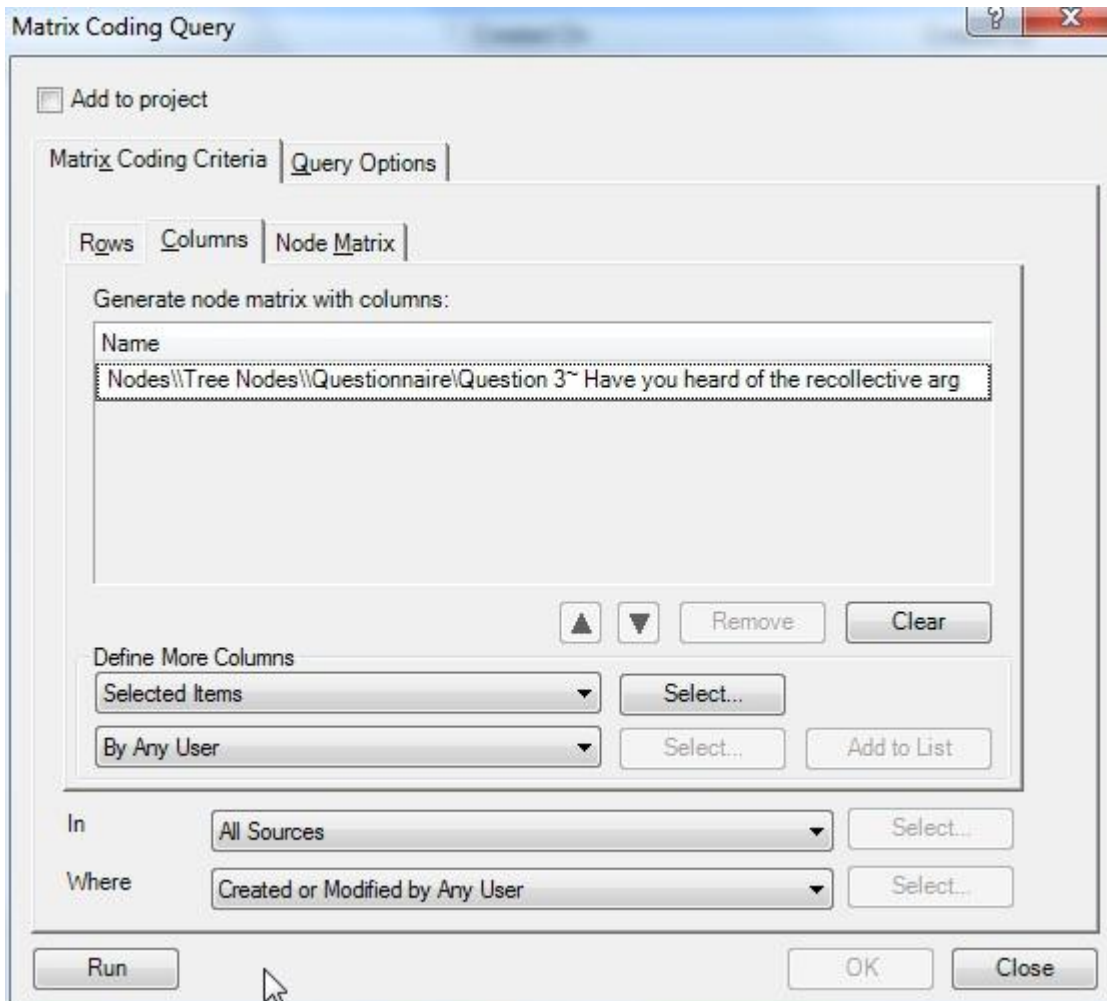 Matrix Coding Query
Add to project
Matrix Coding Criteria Query Options
Rows Columns Node Matrix
Generate node matrix with columns:
Name
Nodes\\Tree Nodes\\Questionnaire\Question 3~ Have you heard of the recollective arg
Remove Clear
Define More Columns
Selected Items Select...
By Any User Select... Add to List
In All Sources Select...
Where Created or Modified by Any User Select...
Run OK Close